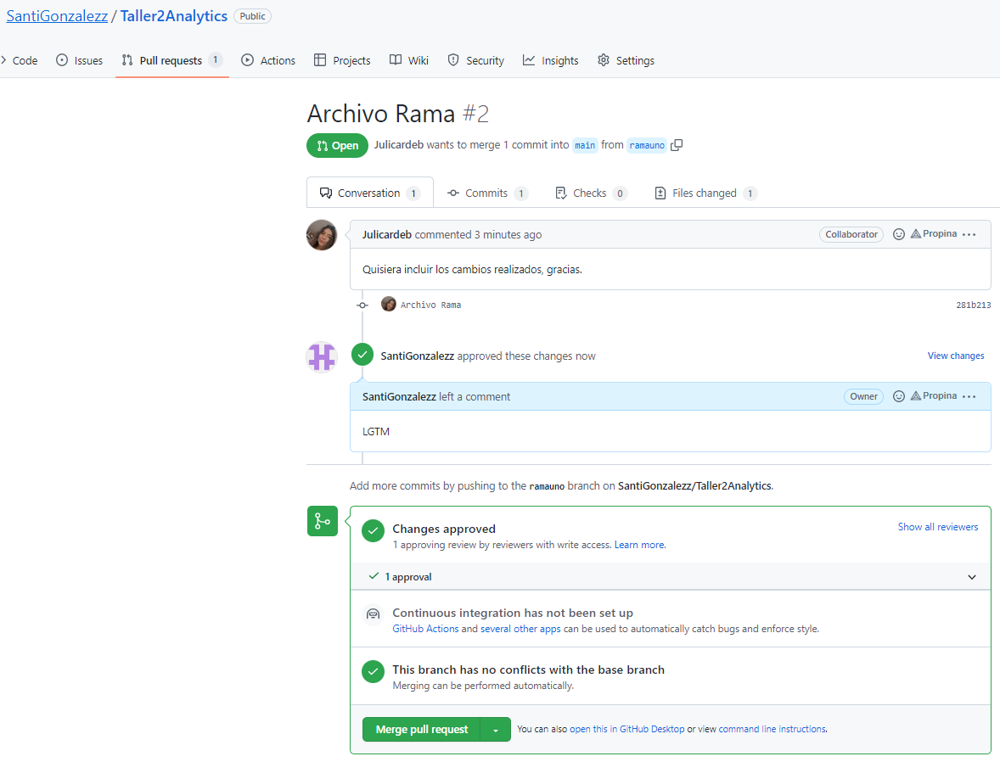 SantiGonzalezz / Taller2Analytics Public
Code Issues Pull requests 1 Actions Projects Wiki Security Insights Settings
Archivo Rama #2
Open Julicardeb wants to merge 1 commit into main from ramauno
Conversation 1 Commits 1 Checks 0 Files changed 1
Julicardeb commented 3 minutes ago Collaborator Propina ...
Quisiera incluir los cambios realizados, gracias.
Archivo Rama 281b213
SantiGonzalezz approved these changes now View changes
SantiGonzalezz left a comment Owner Propina ...
LGTM
Add more commits by pushing to the ramauno branch on SantiGonzalezz/Taller2Analytics.
Changes approved Show all reviewers
1 approving review by reviewers with write access. Learn more.
1 approval
Continuous integration has not been set up
GitHub Actions and several other apps can be used to automatically catch bugs and enforce style.
This branch has no conflicts with the base branch
Merging can be performed automatically.
Merge pull request You can also open this in GitHub Desktop or view command line instructions.